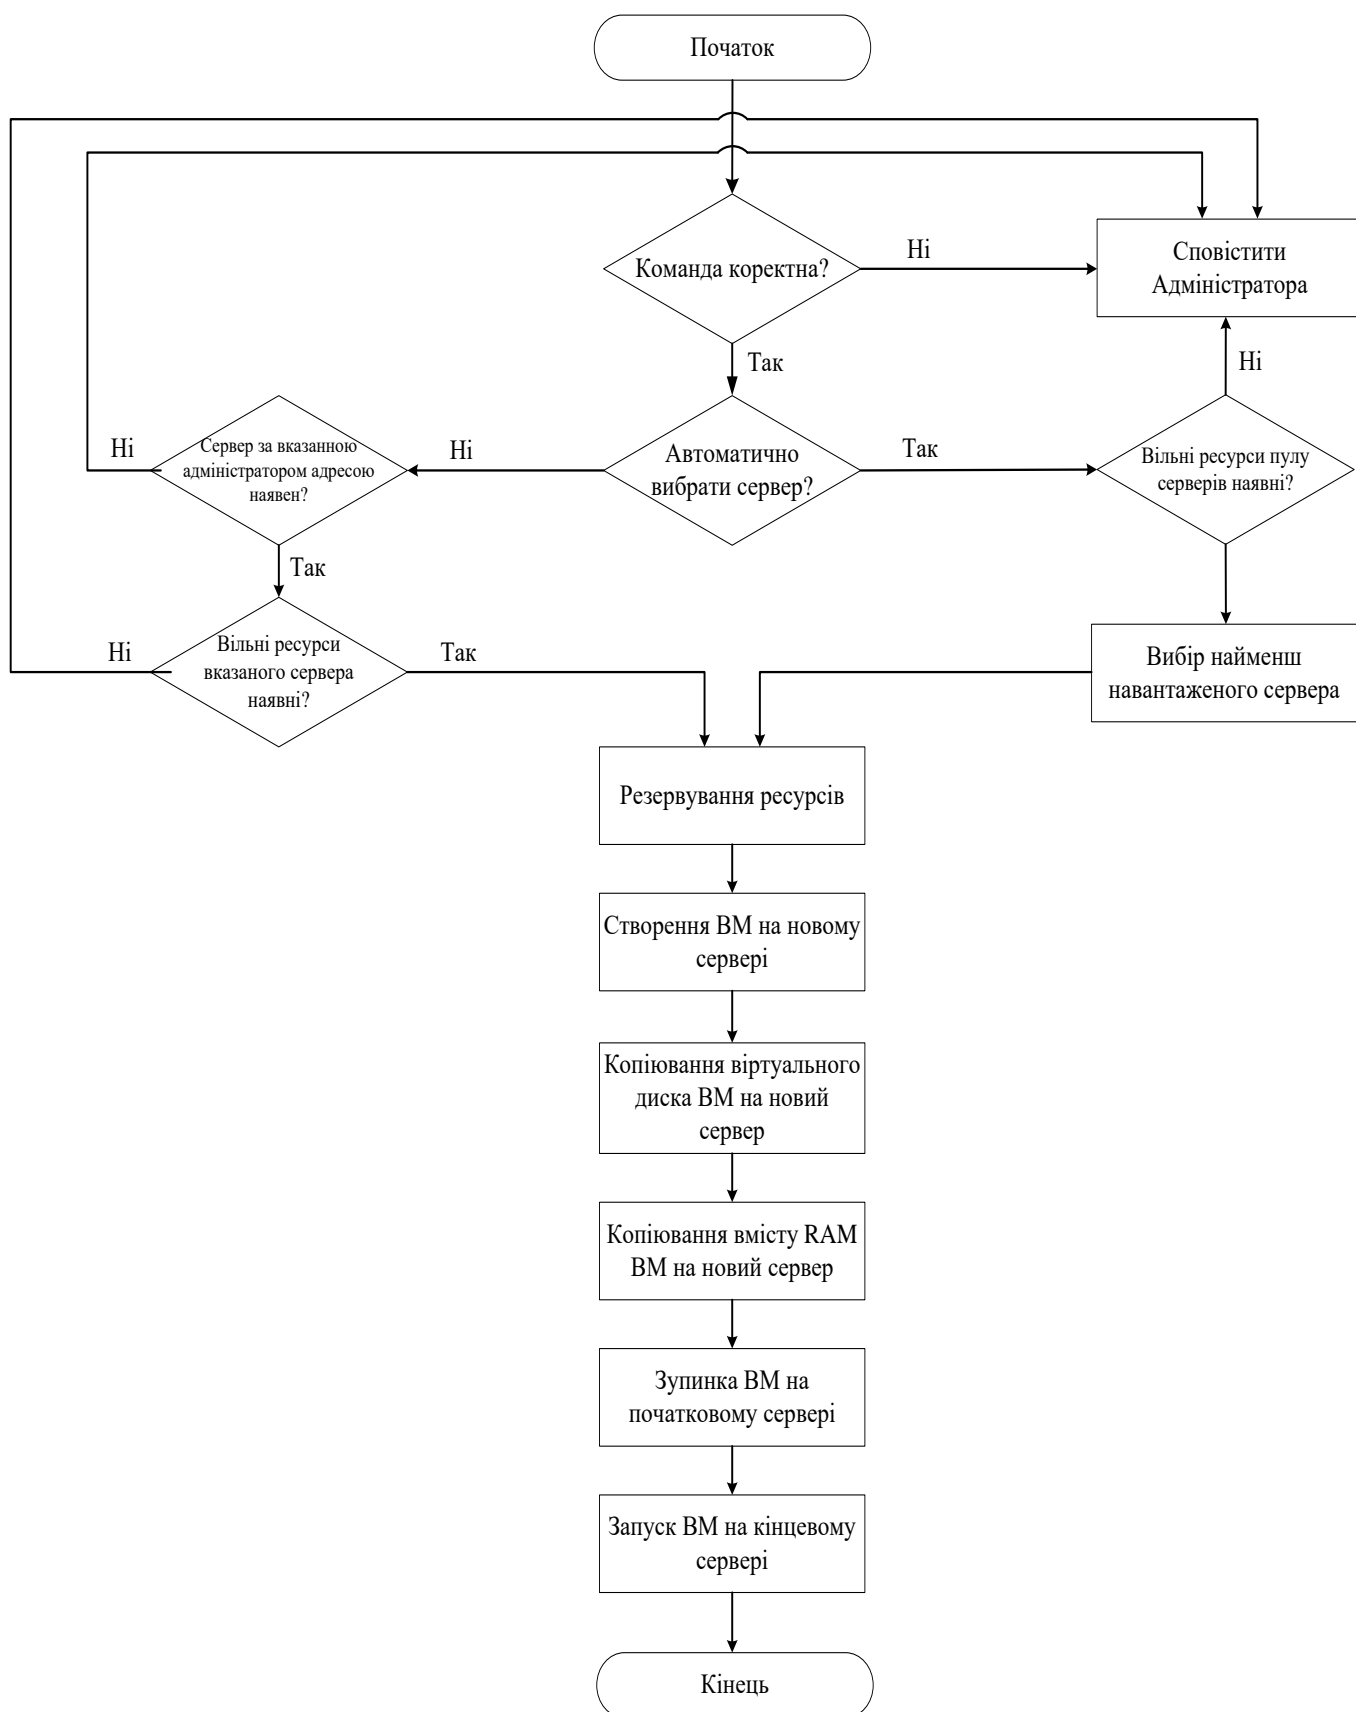 Початок
Команда коректна?
Ні
Сповістити
Адміністратора
Так
Ні
Сервер за вказанною
адміністратором адресою
наявен?
Ні
Ні
Автоматично
вибрати сервер?
Так
Вільні ресурси пулу
серверів наявні?
Так
Вільні ресурси
вказаного сервера
наявні?
Ні
Так
Вибір найменш
навантаженого сервера
Резервування ресурсів
Створення ВМ на новому
сервері
Копіювання віртуального
диска ВМ на новий
сервер
Копіювання вмісту RAM
ВМ на новий сервер
Зупинка ВМ на
початковому сервері
Запуск ВМ на кінцевому
сервері
Кінець